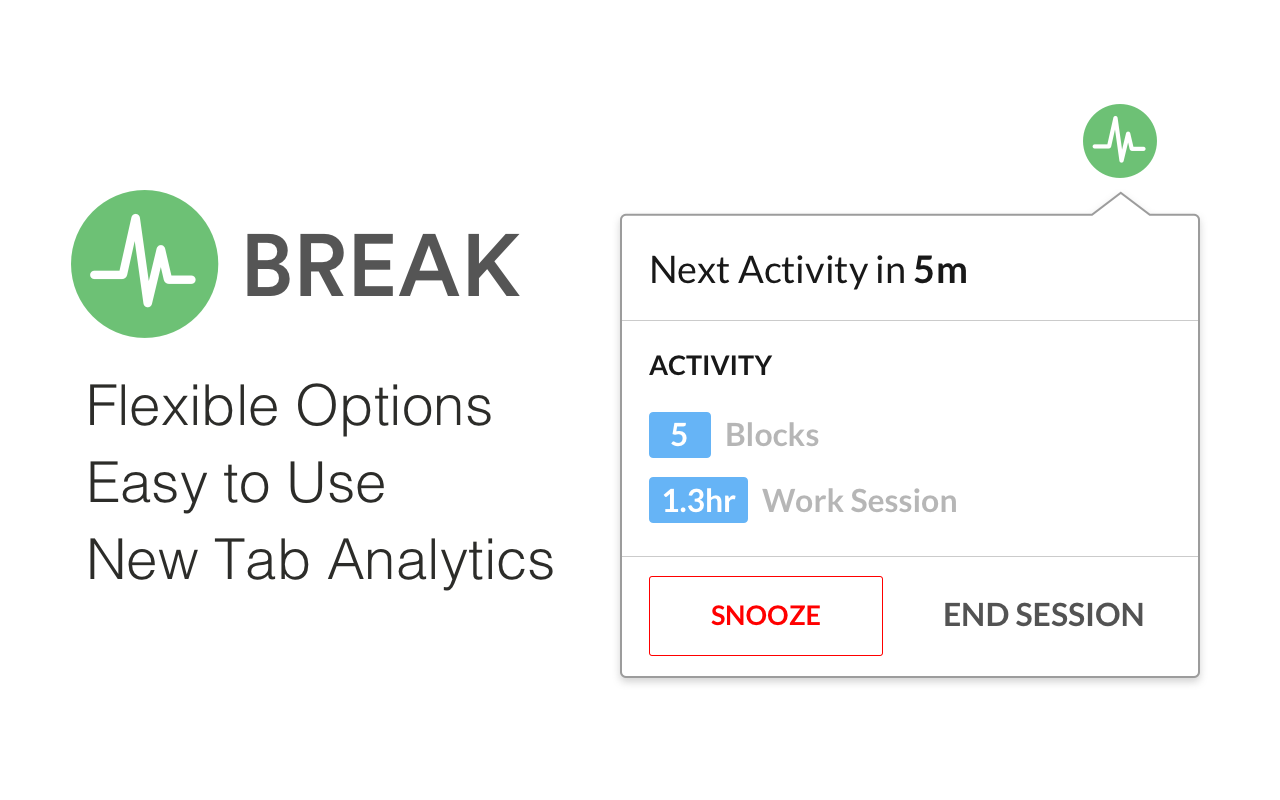 BREAK
Flexible Options
Easy to Use
New Tab Analytics
Next Activity in 5m
ACTIVITY
5 Blocks
1.3hr Work Session
SNOOZE END SESSION